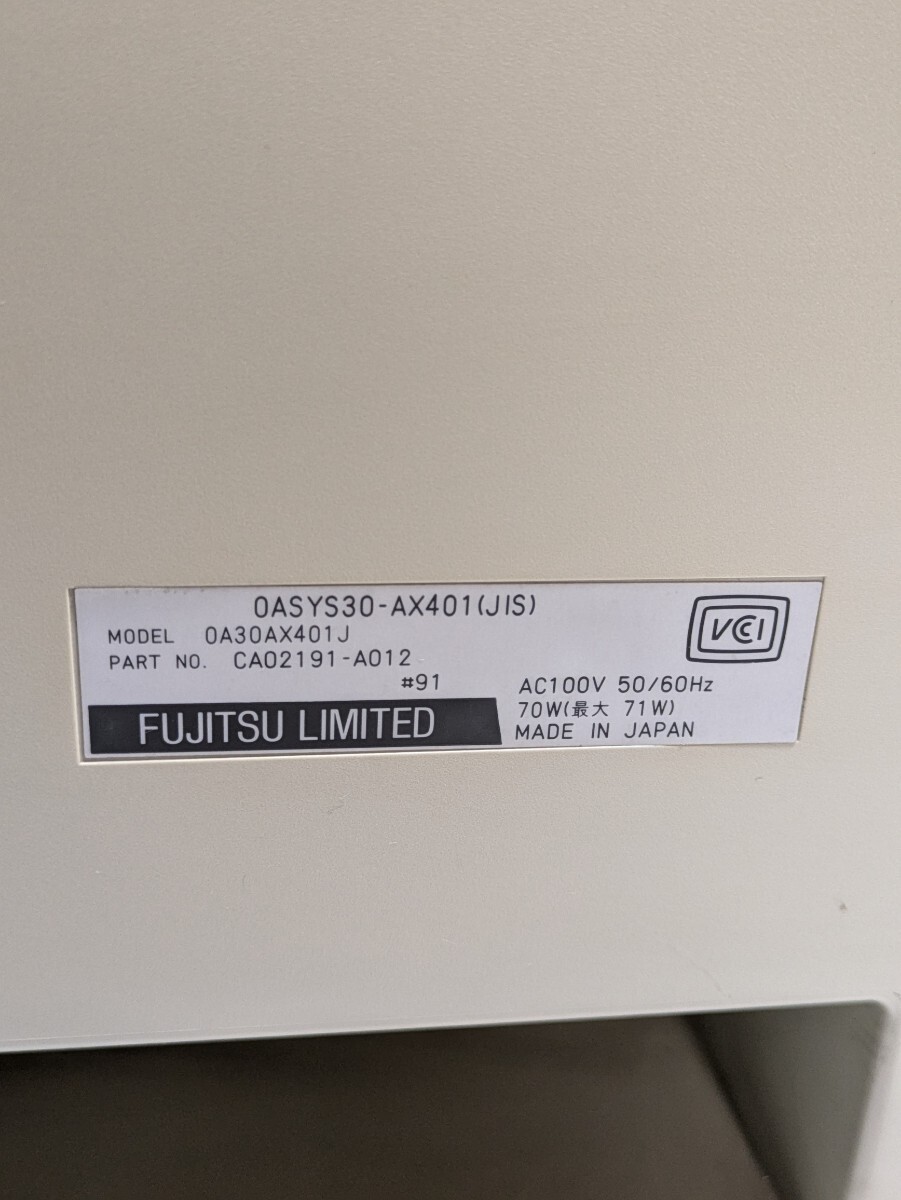 OASYS30-AX401(JIS)
MODEL OA30AX401J
PART NO. CA02191-A012
#91
FUJITSU LIMITED
VCCI
AC100V 50/60Hz
70W(最大 71W)
MADE IN JAPAN